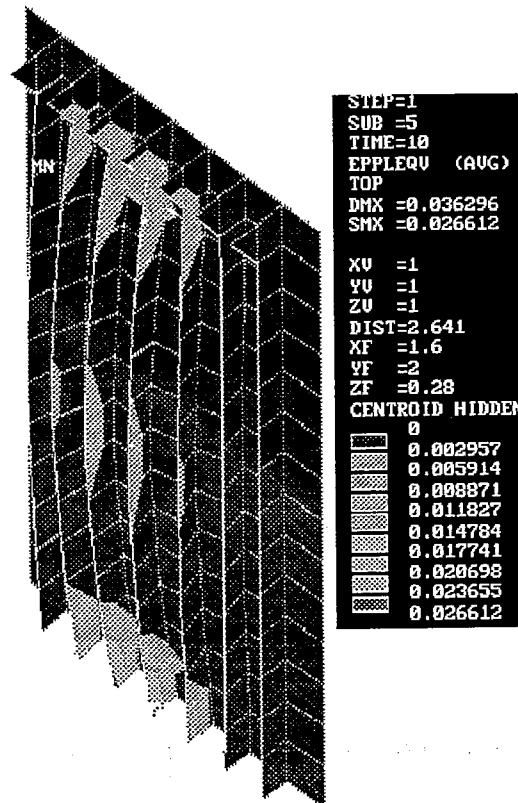 MN
STEP=1
SUB =5
TIME=10
EPPLEQV (AVG)
TOP
DMX =0.036296
SMX =0.026612
XV =1
YV =1
ZV =1
DIST=2.641
XF =1.6
YF =2
ZF =0.28
CENTROID HIDDEN
0
0.002957
0.005914
0.008871
0.011827
0.014784
0.017741
0.020698
0.023655
0.026612